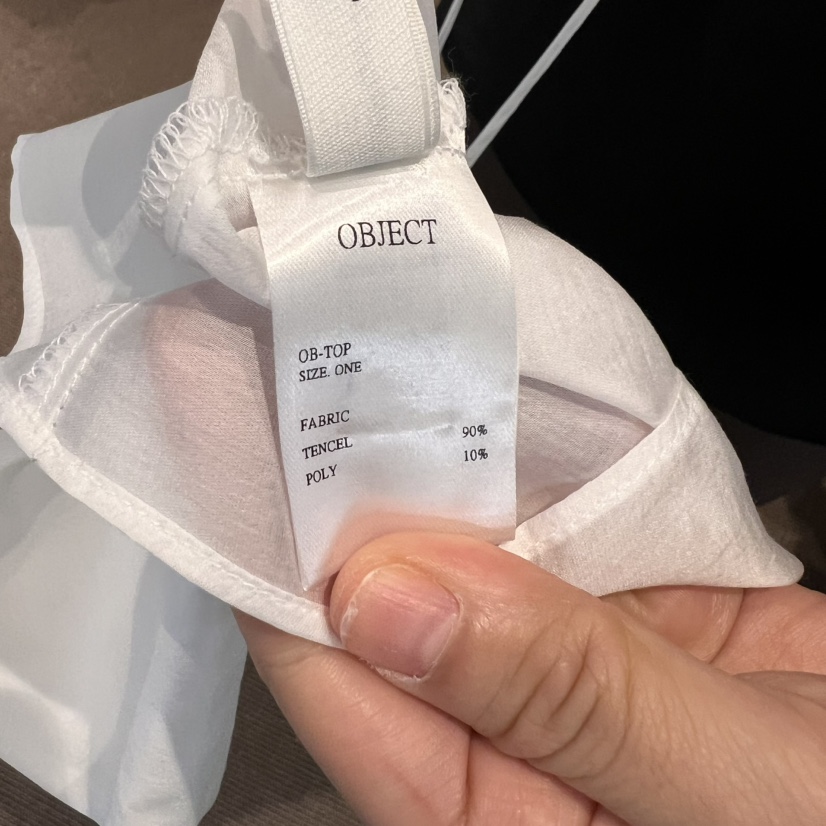 OBJECT
OB-TOP
SIZE. ONE
FABRIC
TENCEL 90%
POLY 10%